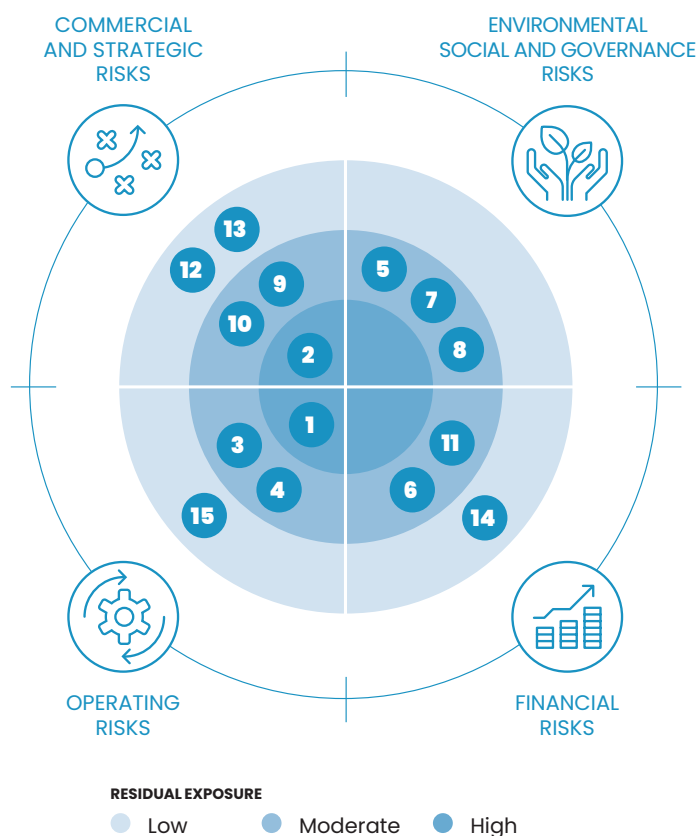 COMMERCIAL
AND STRATEGIC
RISKS
ENVIRONMENTAL
SOCIAL AND GOVERNANCE
RISKS
13
12
9
10
2
5
7
8
1
3
4
15
11
6
14
OPERATING
RISKS
FINANCIAL
RISKS
RESIDUAL EXPOSURE
Low Moderate High